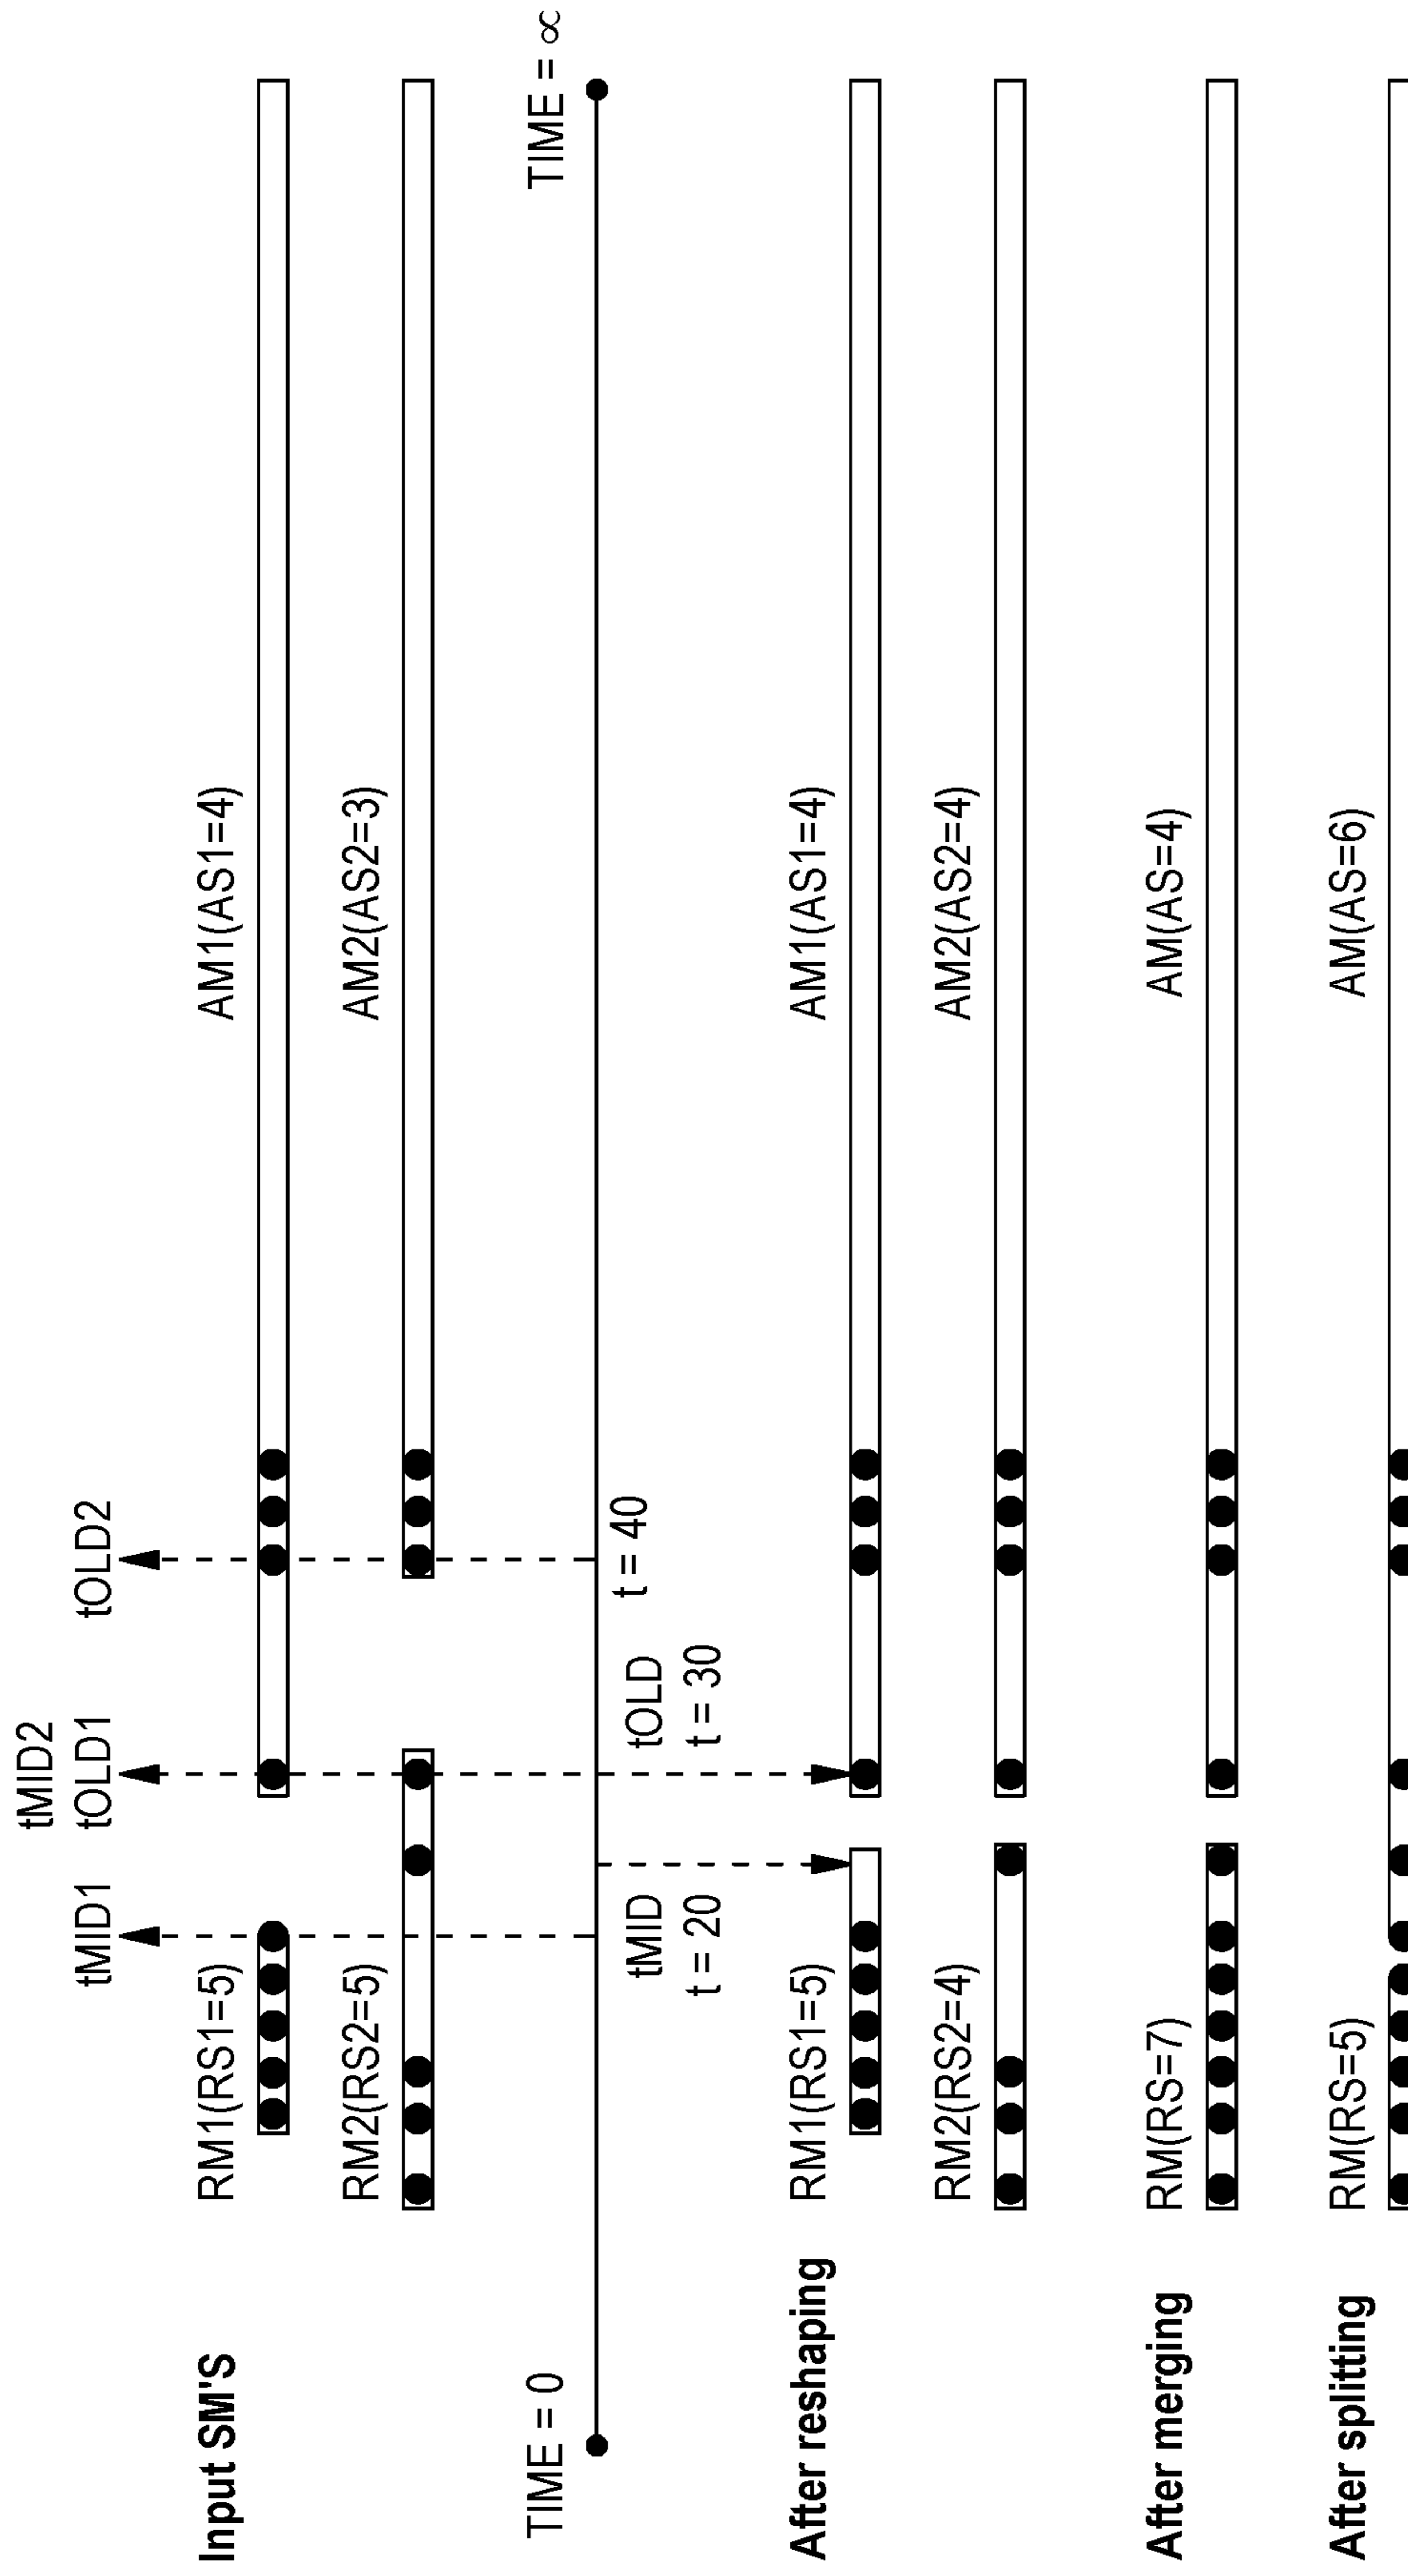 tMID2
tMID1
tOLD1
tOLD2
Input SM'S
RM1(RS1=5)
AM1(AS1=4)
RM2(RS2=5)
AM2(AS2=3)
TIME = 0
TIME = ∝
t = 40
tMID
t = 20
tOLD
t = 30
After reshaping
RM1(RS1=5)
AM1(AS1=4)
RM2(RS2=4)
AM2(AS2=4)
After merging
RM(RS=7)
AM(AS=4)
After splitting
RM(RS=5)
AM(AS=6)